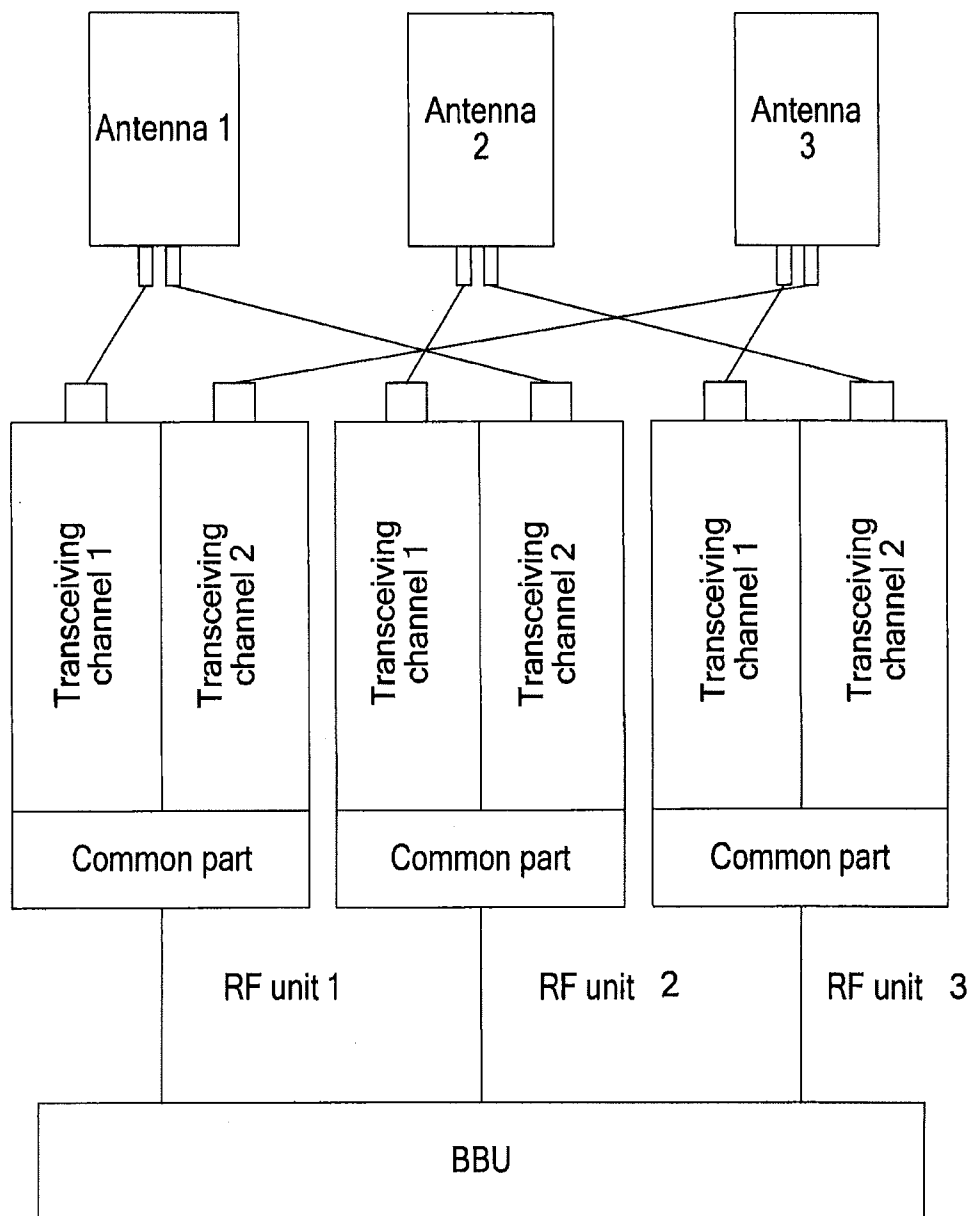 Antenna 1
Antenna
2
Antenna
3
Transceiving
channel 1
Transceiving
channel 2
Transceiving
channel 1
Transceiving
channel 2
Transceiving
channel 1
Transceiving
channel 2
Common part
Common part
Common part
RF unit 1
RF unit 2
RF unit 3
BBU